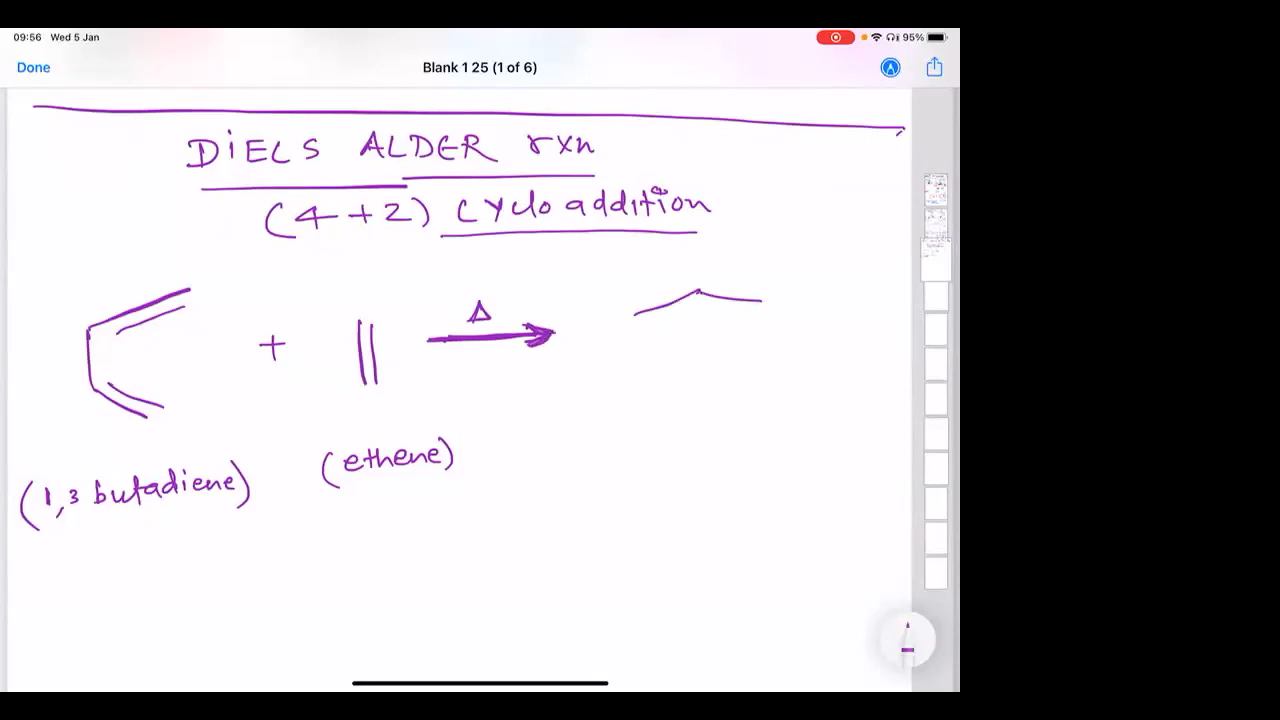 09:56 Wed 5 Jan 95%
Done Blank 1 25 (1 of 6)
DiELS ALDER rxn
(4+2) Cycloaddition
+ Δ
(ethene)
(1,3 butadiene)